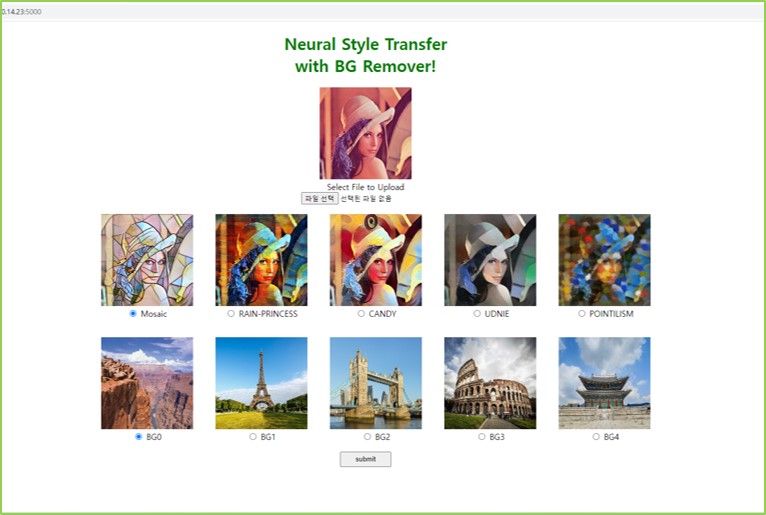 0.14.23:5000
Neural Style Transfer
with BG Remover!
Select File to Upload
파일 선택 선택된 파일 없음
Mosaic RAIN-PRINCESS CANDY UDNIE POINTILISM
BG0 BG1 BG2 BG3 BG4
submit